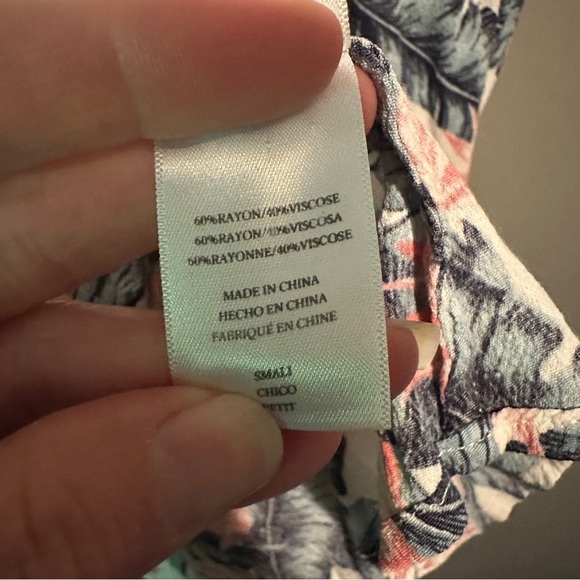 60%RAYON/40%VISCOSE
60%RAYON/40%VISCOSA
60%RAYONNE/40%VISCOSE
MADE IN CHINA
HECHO EN CHINA
FABRIQUÉ EN CHINE
SMALL
CHICO
PETIT